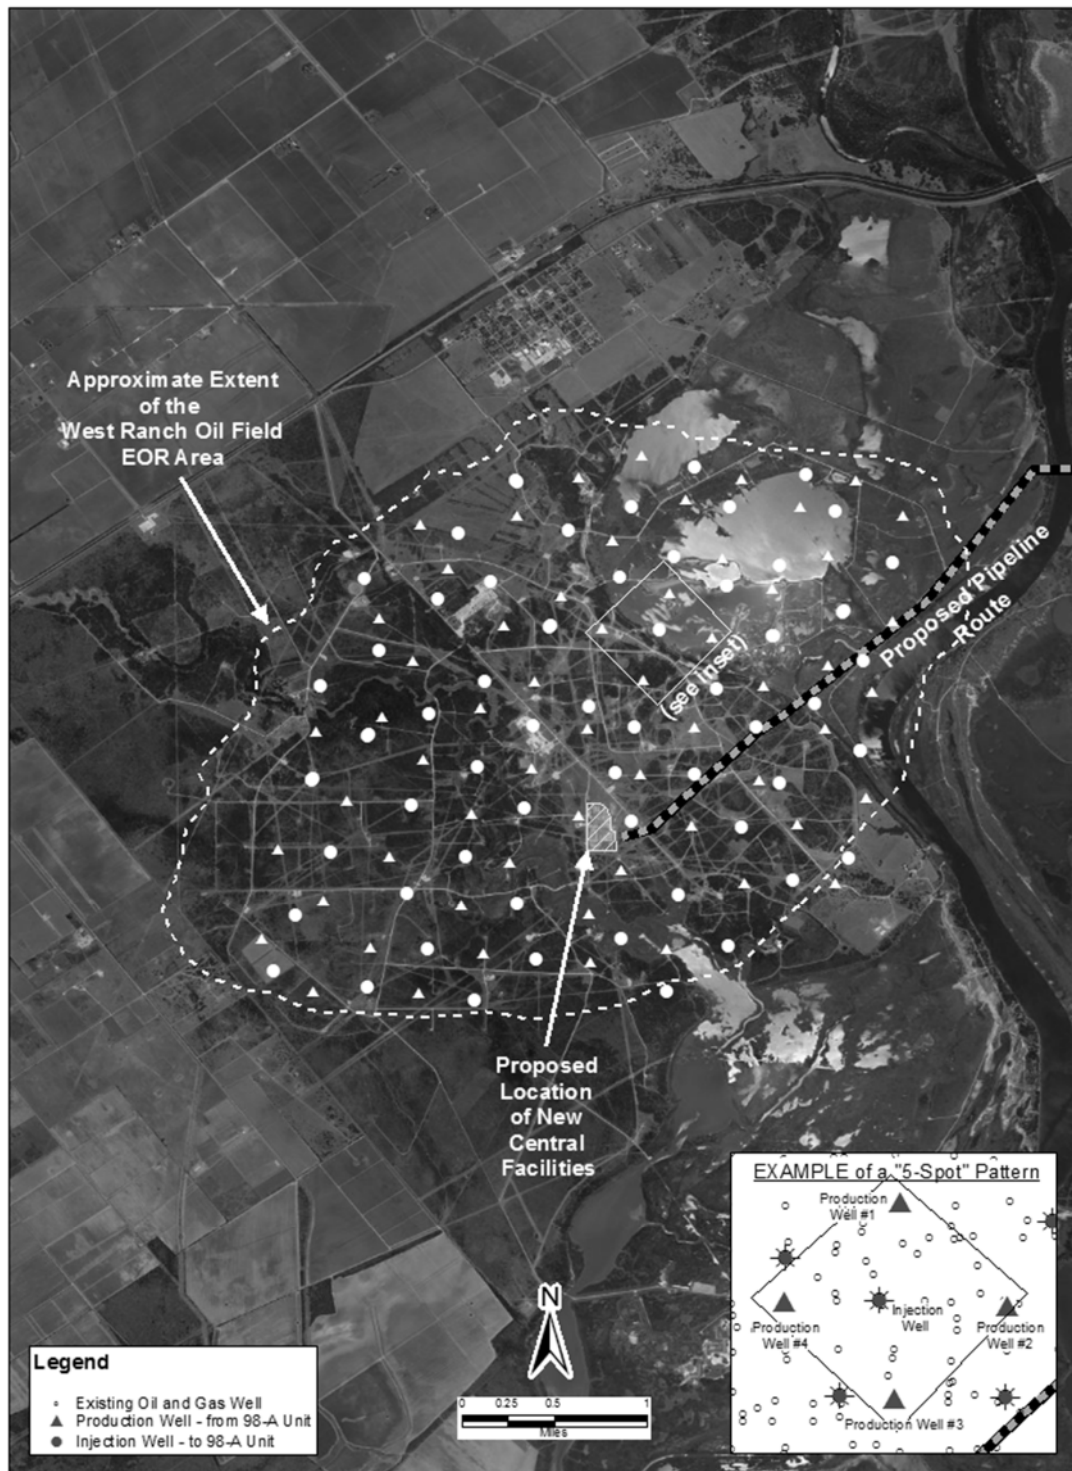 Approximate Extent
of the
West Ranch Oil Field
EOR Area
Proposed Pipeline
Route
(see inset)
Proposed
Location
of New
Central
Facilities
N
0 0.25 0.5 1
Miles
Legend
Existing Oil and Gas Well
Production Well - from 98-A Unit
Injection Well - to 98-A Unit
EXAMPLE of a "5-Spot" Pattern
Production
Well #1
Injection
Well
Production
Well #4
Production
Well #2
Production Well #3